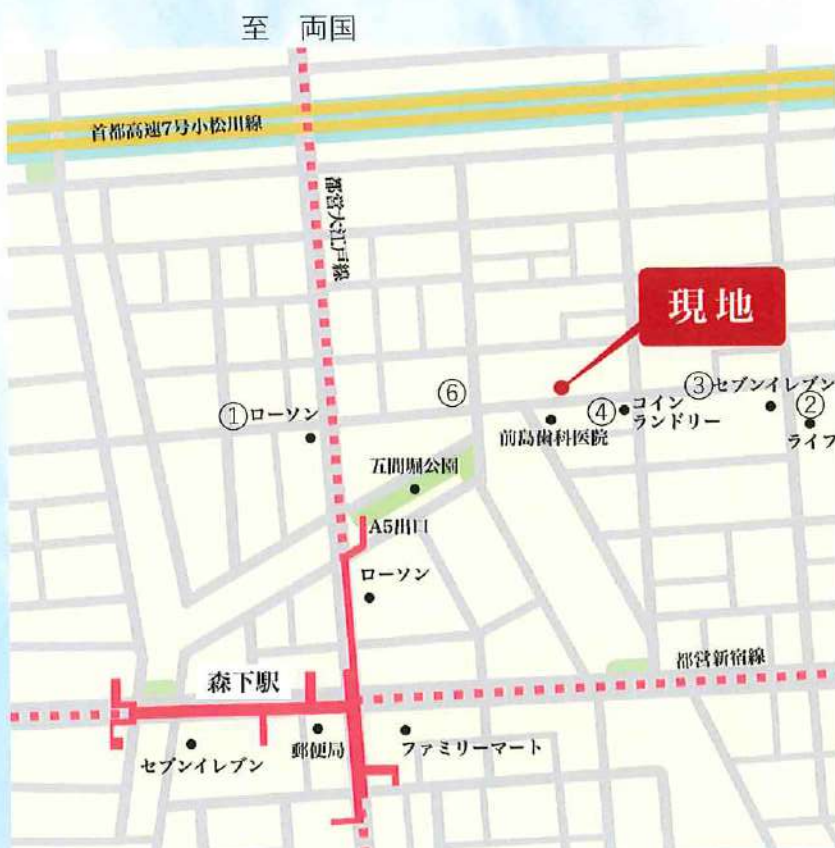 至 両国
首都高速7号小松川線
都営大江戸線
現地
①ローソン
⑥
前島歯科医院
④コイン
ランドリー
③セブンイレブン
②
ライフ
五間堀公園
A5出口
ローソン
都営新宿線
森下駅
セブンイレブン
郵便局
ファミリーマート